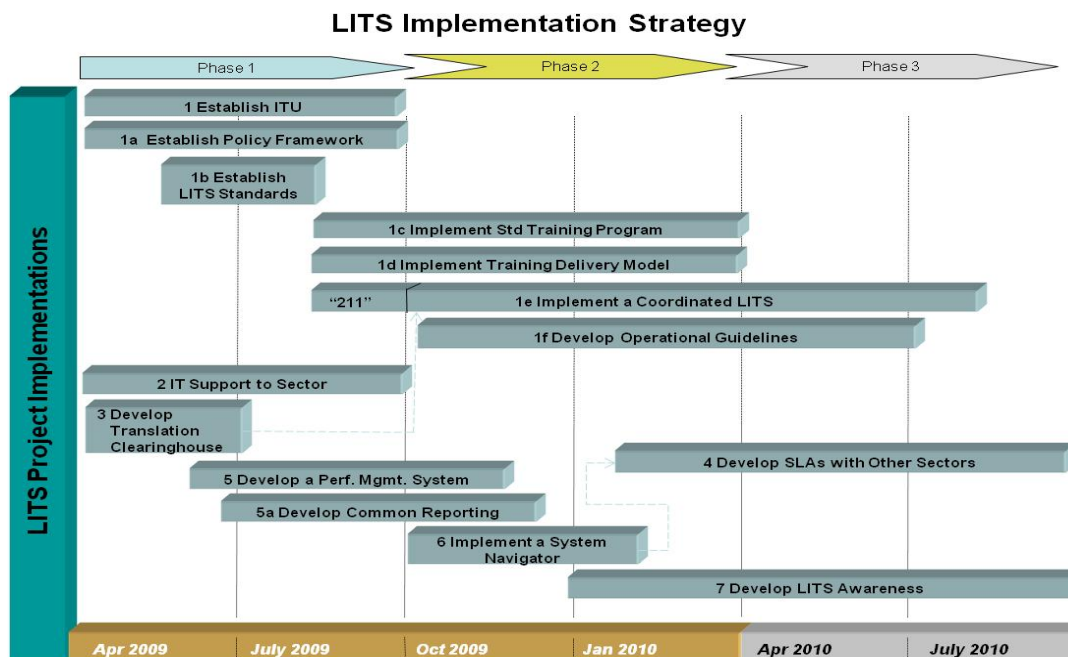 LITS Implementation Strategy
Phase 1
Phase 2
Phase 3
LITS Project Implementations
1 Establish ITU
1a Establish Policy Framework
1b Establish
LITS Standards
1c Implement Std Training Program
1d Implement Training Delivery Model
“211”
1e Implement a Coordinated LITS
1f Develop Operational Guidelines
2 IT Support to Sector
3 Develop
Translation
Clearinghouse
4 Develop SLAs with Other Sectors
5 Develop a Perf. Mgmt. System
5a Develop Common Reporting
6 Implement a System
Navigator
7 Develop LITS Awareness
Apr 2009
July 2009
Oct 2009
Jan 2010
Apr 2010
July 2010